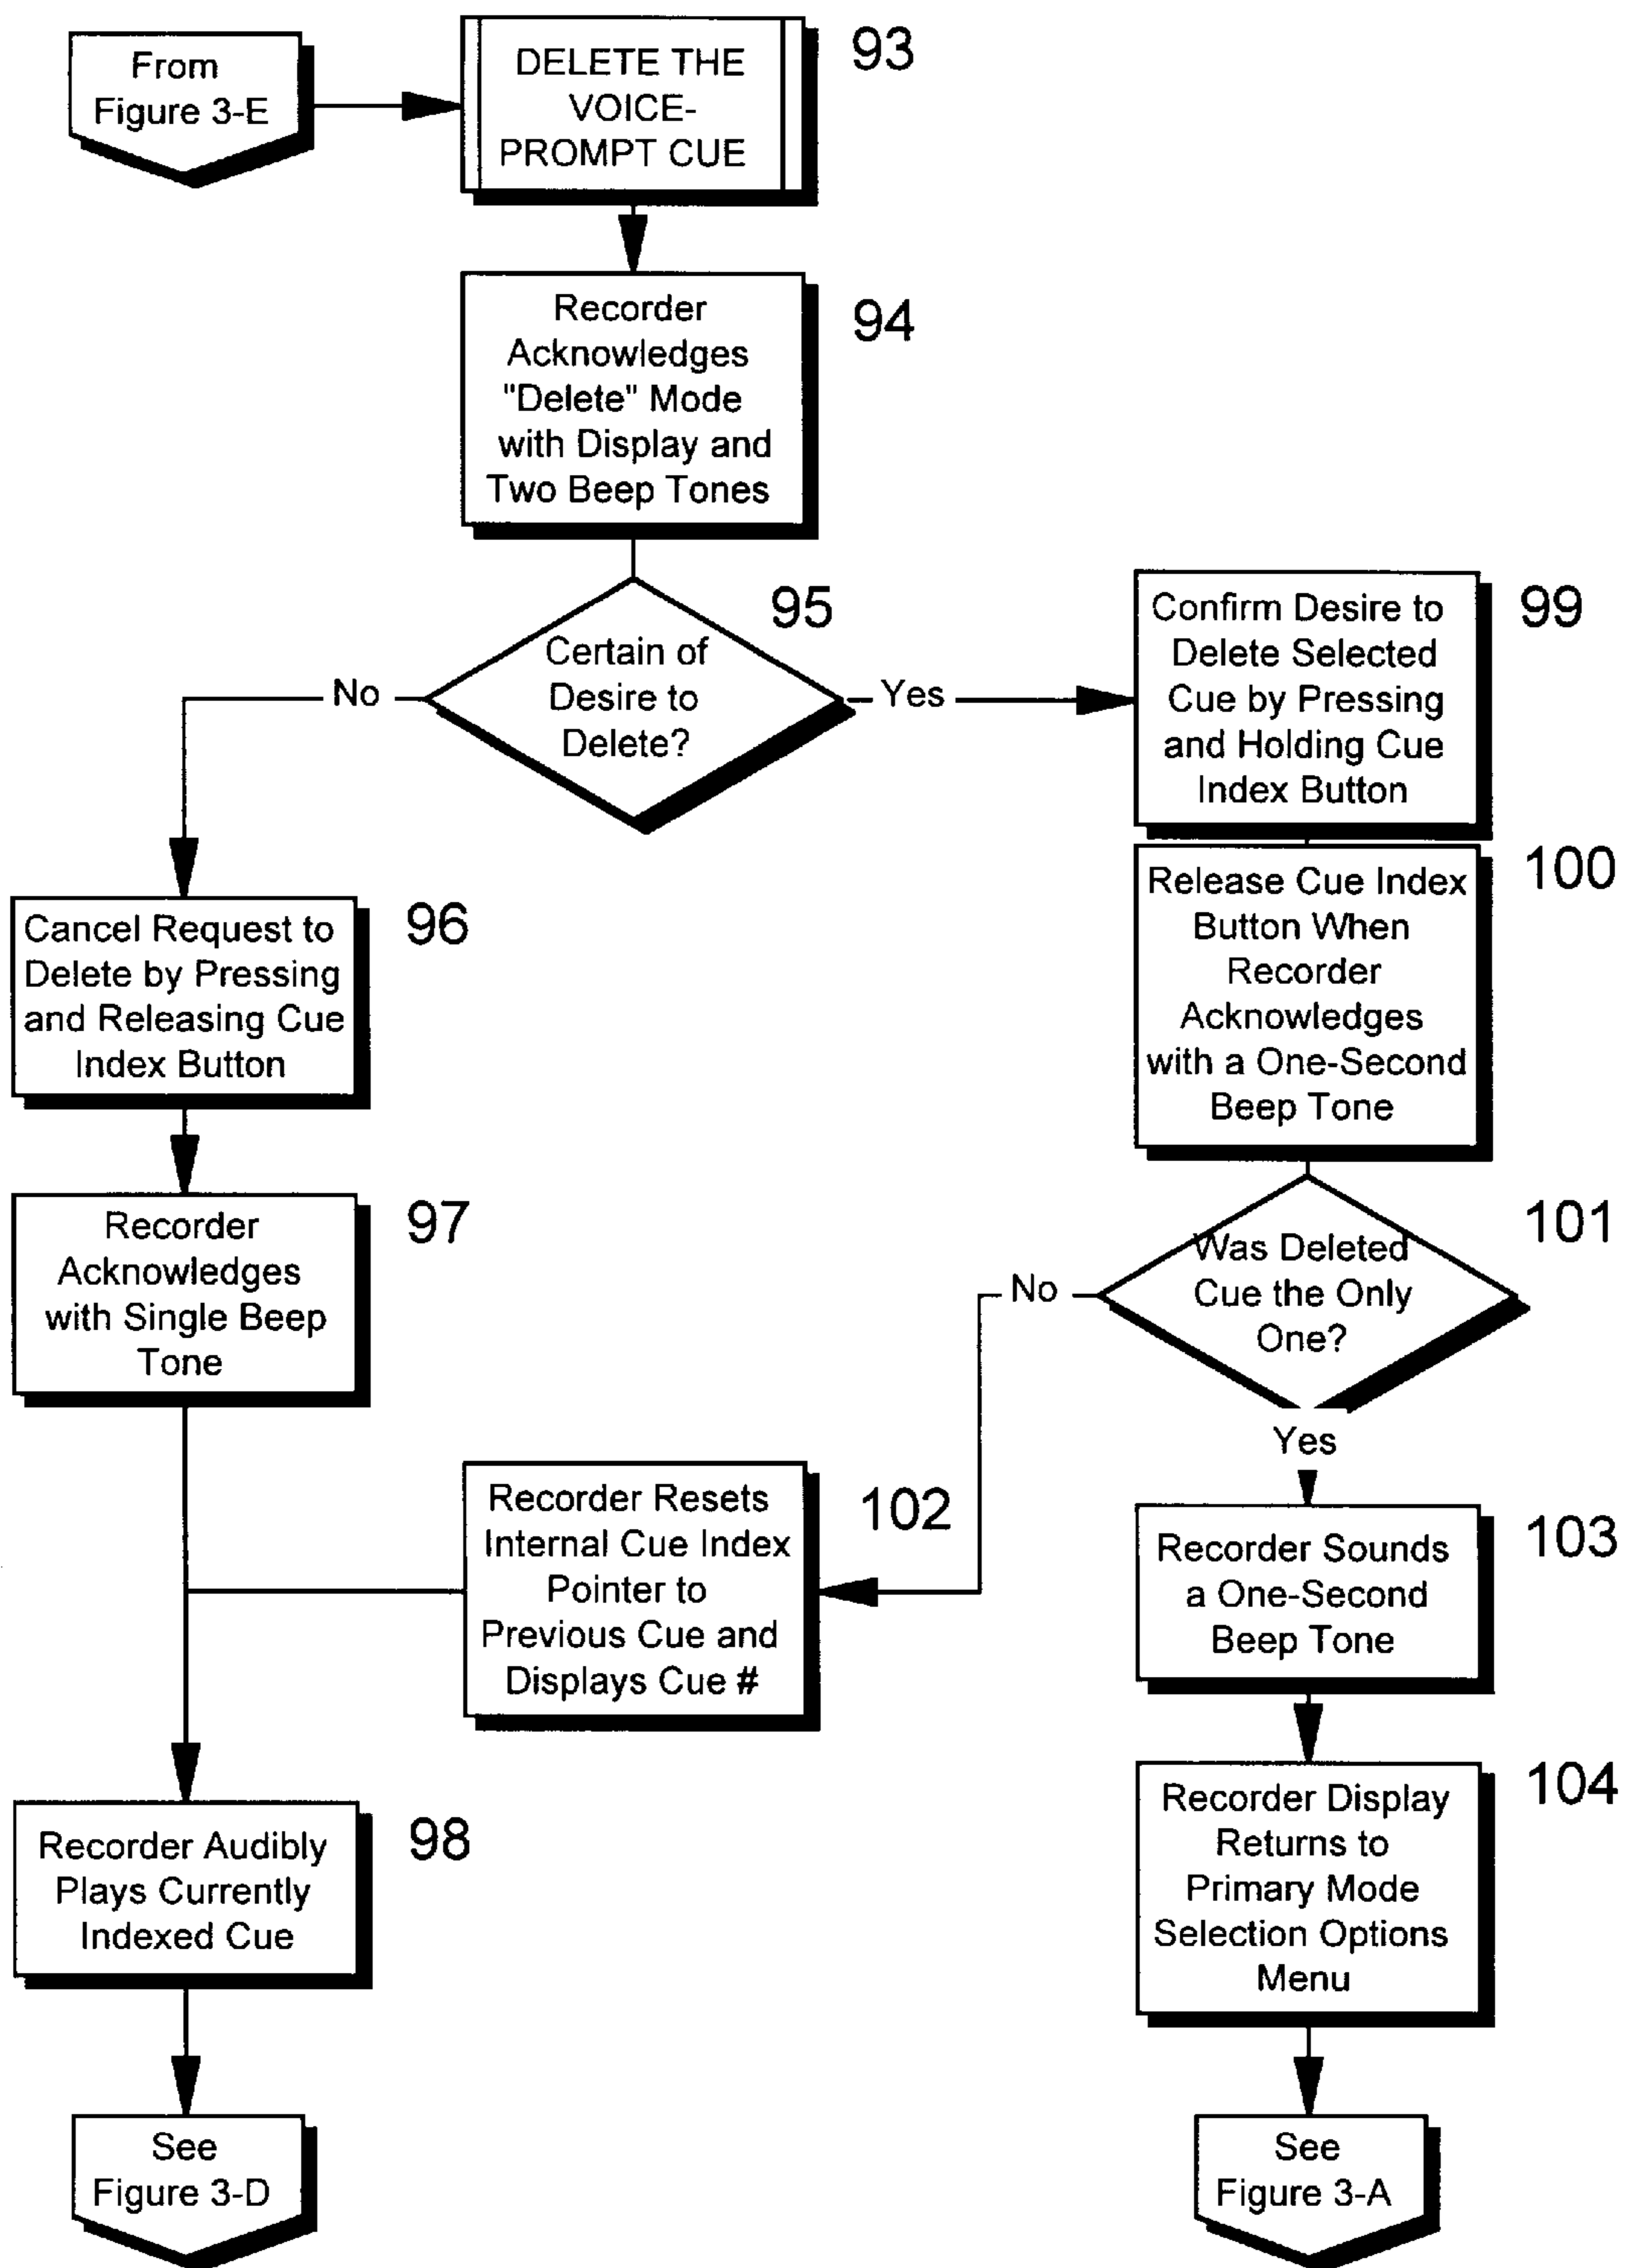 From
Figure 3-E
DELETE THE
VOICE-
PROMPT CUE
93
Recorder
Acknowledges
"Delete" Mode
with Display and
Two Beep Tones
94
Certain of
Desire to
Delete?
95
No
Yes
Cancel Request to
Delete by Pressing
and Releasing Cue
Index Button
96
Recorder
Acknowledges
with Single Beep
Tone
97
Confirm Desire to
Delete Selected
Cue by Pressing
and Holding Cue
Index Button
99
Release Cue Index
Button When
Recorder
Acknowledges
with a One-Second
Beep Tone
100
Was Deleted
Cue the Only
One?
101
No
Yes
Recorder Resets
Internal Cue Index
Pointer to
Previous Cue and
Displays Cue #
102
Recorder Sounds
a One-Second
Beep Tone
103
Recorder Audibly
Plays Currently
Indexed Cue
98
Recorder Display
Returns to
Primary Mode
Selection Options
Menu
104
See
Figure 3-D
See
Figure 3-A